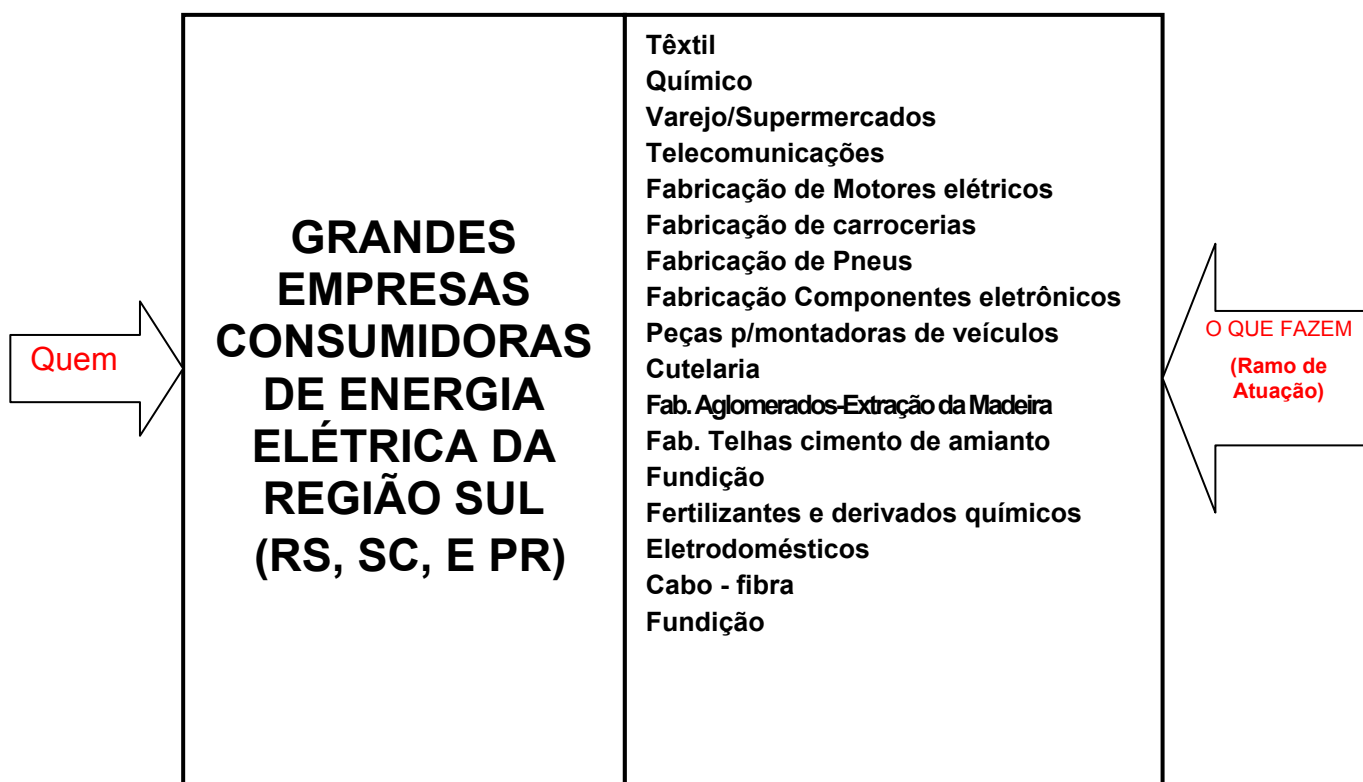 Quem
GRANDES
EMPRESAS
CONSUMIDORAS
DE ENERGIA
ELÉTRICA DA
REGIÃO SUL
(RS, SC, E PR)
Têxtil
Químico
Varejo/Supermercados
Telecomunicações
Fabricação de Motores elétricos
Fabricação de carrocerias
Fabricação de Pneus
Fabricação Componentes eletrônicos
Peças p/montadoras de veículos
Cutelaria
Fab. Aglomerados-Extração da Madeira
Fab. Telhas cimento de amianto
Fundição
Fertilizantes e derivados químicos
Eletrodomésticos
Cabo - fibra
Fundição
O QUE FAZEM
(Ramo de
Atuação)